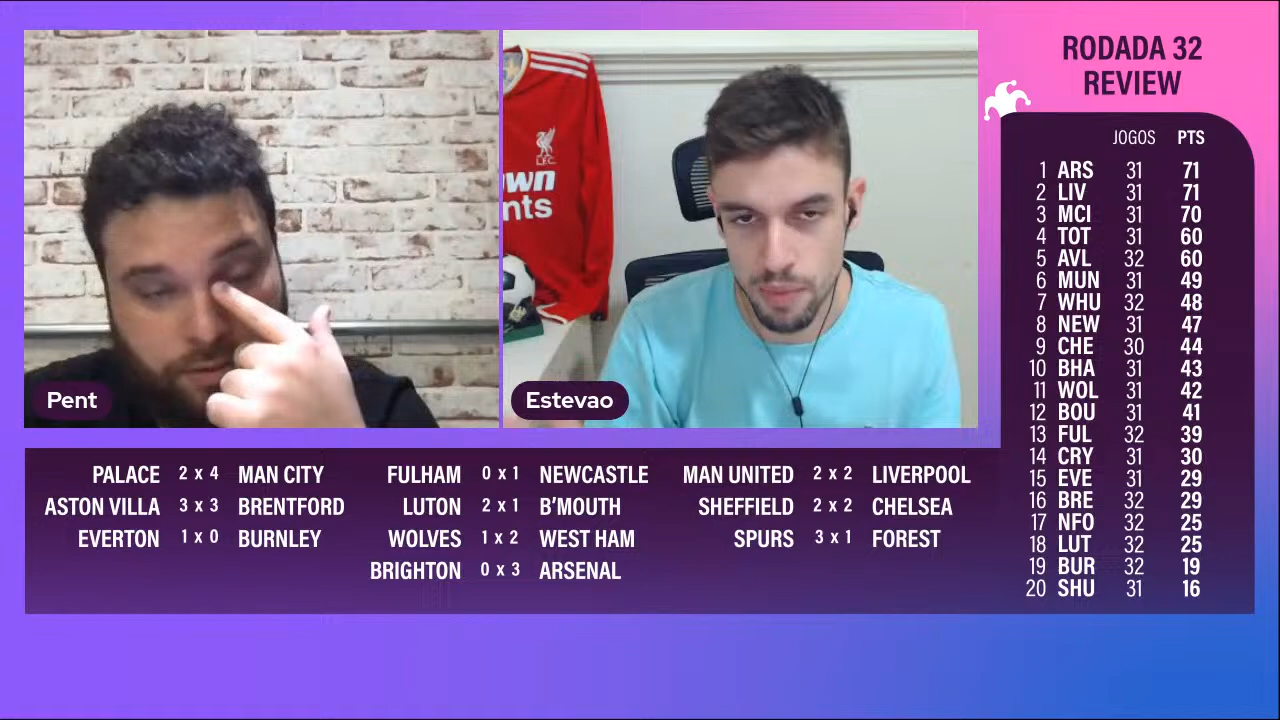 RODADA 32
REVIEW
L.F.C.
wn
nts
Pent
Estevao
JOGOS PTS
1 ARS 31 71
2 LIV 31 71
3 MCI 31 70
4 TOT 31 60
5 AVL 32 60
6 MUN 31 49
7 WHU 32 48
8 NEW 31 47
9 CHE 30 44
10 BHA 31 43
11 WOL 31 42
12 BOU 31 41
13 FUL 32 39
14 CRY 31 30
15 EVE 31 29
16 BRE 32 29
17 NFO 32 25
18 LUT 32 25
19 BUR 32 19
20 SHU 31 16
PALACE 2 x 4 MAN CITY
ASTON VILLA 3 x 3 BRENTFORD
EVERTON 1 x 0 BURNLEY
FULHAM 0 x 1 NEWCASTLE
LUTON 2 x 1 B'MOUTH
WOLVES 1 x 2 WEST HAM
BRIGHTON 0 x 3 ARSENAL
MAN UNITED 2 x 2 LIVERPOOL
SHEFFIELD 2 x 2 CHELSEA
SPURS 3 x 1 FOREST